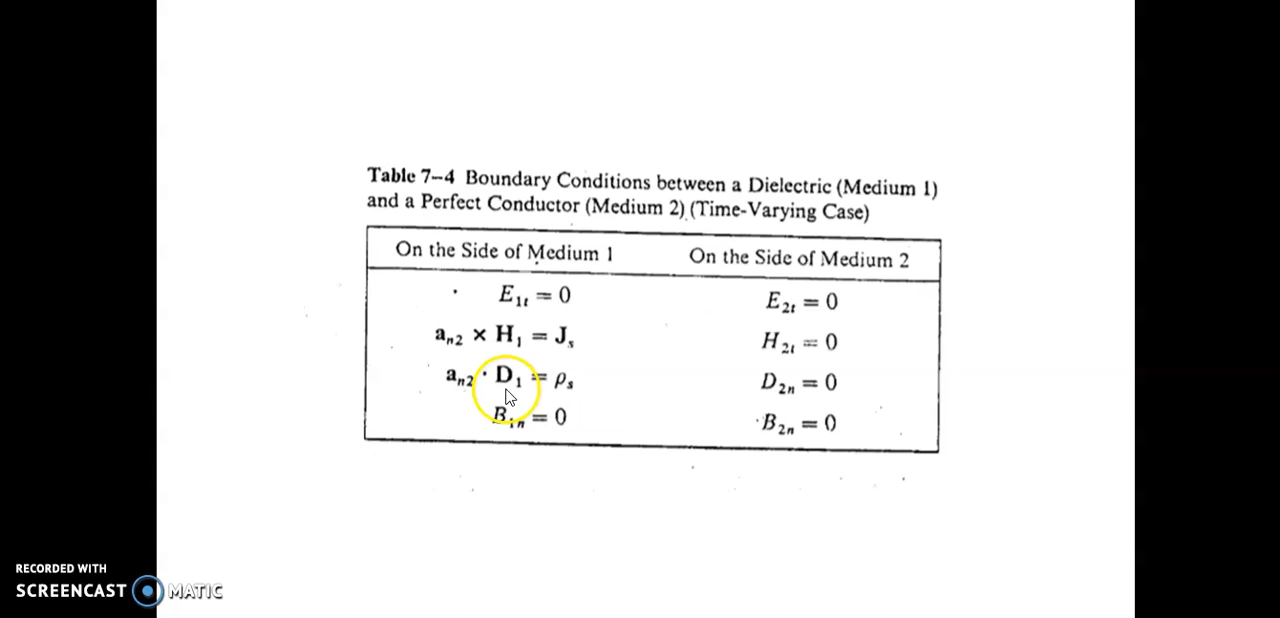 Table 7–4 Boundary Conditions between a Dielectric (Medium 1)
and a Perfect Conductor (Medium 2) (Time-Varying Case)
On the Side of Medium 1 On the Side of Medium 2
E₁ₜ = 0 E₂ₜ = 0
aₙ₂ × H₁ = Jₛ H₂ₜ = 0
aₙ₂ · D₁ = ρₛ D₂ₙ = 0
B₁ₙ = 0 B₂ₙ = 0
RECORDED WITH
SCREENCAST MATIC